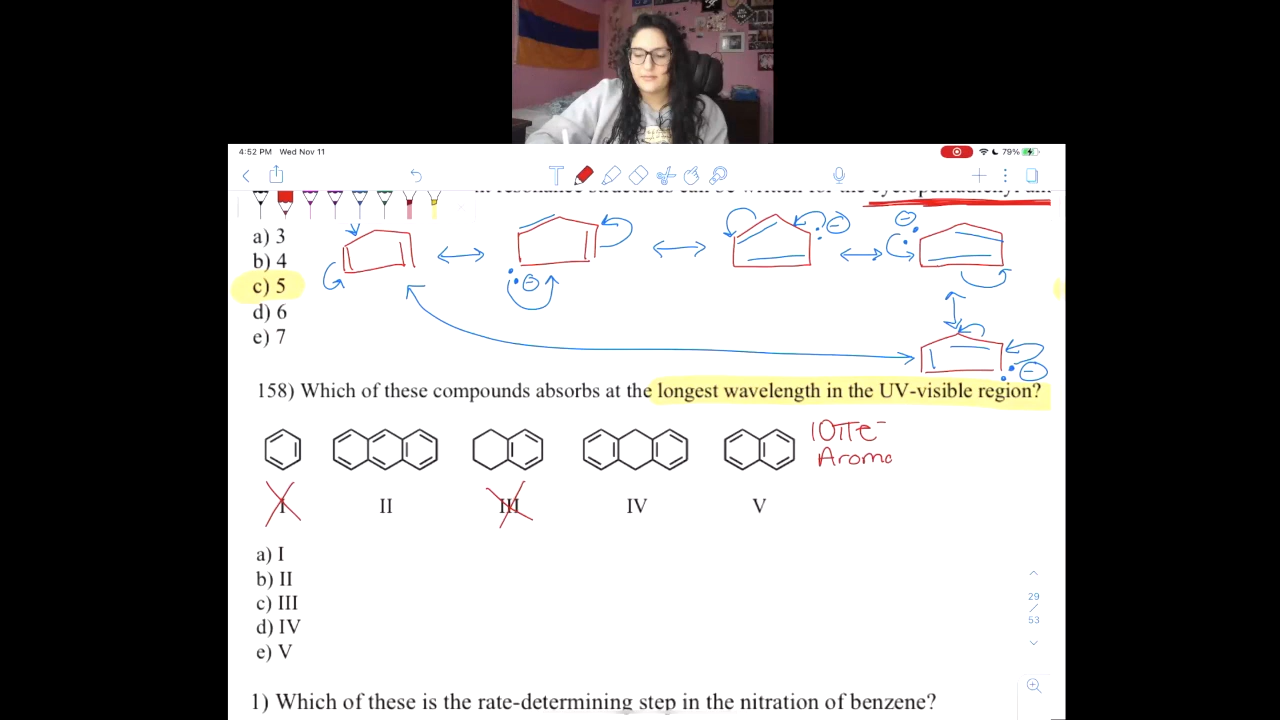 4:52 PM Wed Nov 11
79%
a) 3
b) 4
c) 5
d) 6
e) 7
158) Which of these compounds absorbs at the longest wavelength in the UV-visible region?
10πe⁻
Aroma
I
II
III
IV
V
a) I
b) II
c) III
d) IV
e) V
29
/
53
1) Which of these is the rate-determining step in the nitration of benzene?